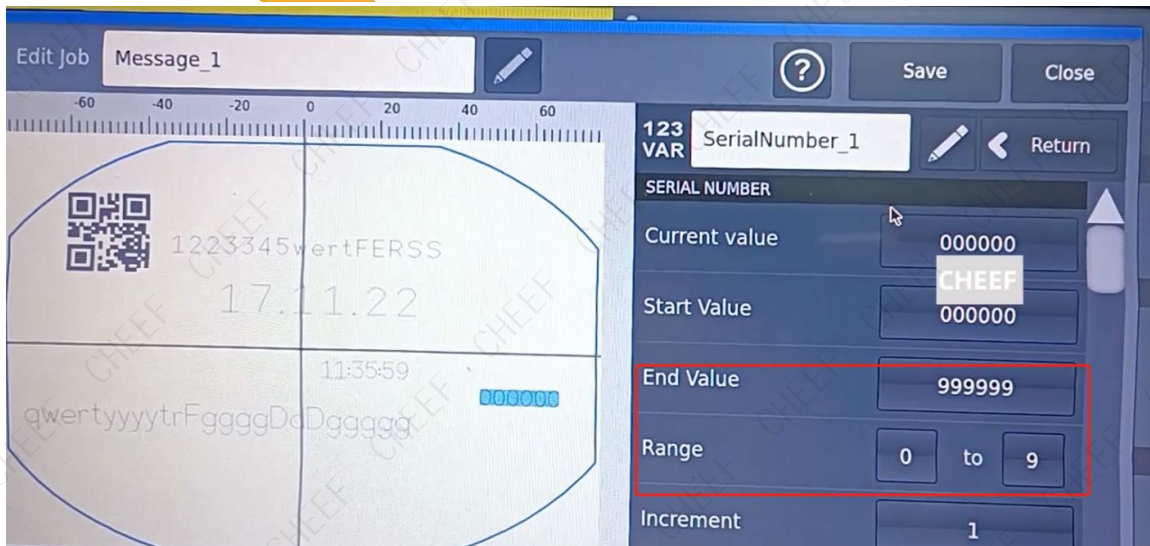 Edit Job
Message_1
Save
Close
-60 -40 -20 0 20 40 60
123
VAR
SerialNumber_1
Return
SERIAL NUMBER
1223345wertFERSS
17.11.22
11:35:59
000000
qwertyyyytrFggggDoDggggg
Current value
000000
CHEEF
Start Value
000000
End Value
999999
Range
0 to 9
Increment
1
CHEEF